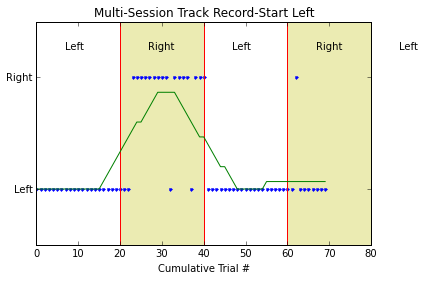 Multi-Session Track Record-Start Left
Left Right Left Right Left
Right
Left
0 10 20 30 40 50 60 70 80
Cumulative Trial #